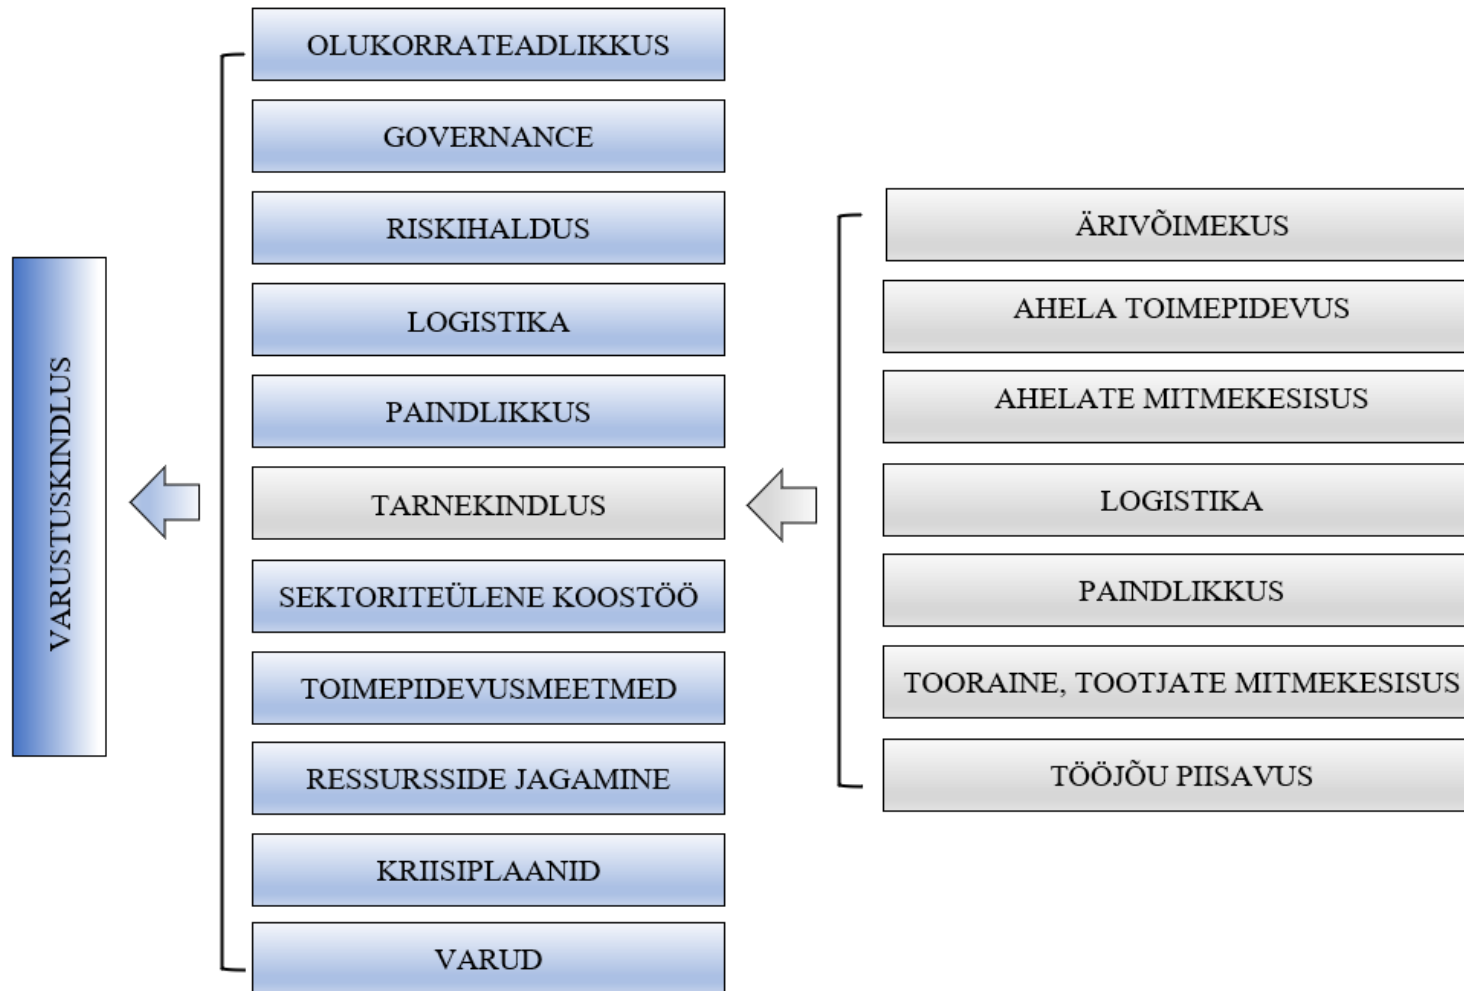 VARUSTUSKINDLUS
OLUKORRATEADLIKKUS
GOVERNANCE
RISKIHALDUS
LOGISTIKA
PAINDLIKKUS
TARNEKINDLUS
SEKTORITEÜLENE KOOSTÖÖ
TOIMEPIDEVUSMEETMED
RESSURSSIDE JAGAMINE
KRIISIPLAANID
VARUD
ÄRIVÕIMEKUS
AHELA TOIMEPIDEVUS
AHELATE MITMEKESISUS
LOGISTIKA
PAINDLIKKUS
TOORAINE, TOOTJATE MITMEKESISUS
TÖÖJÕU PIISAVUS